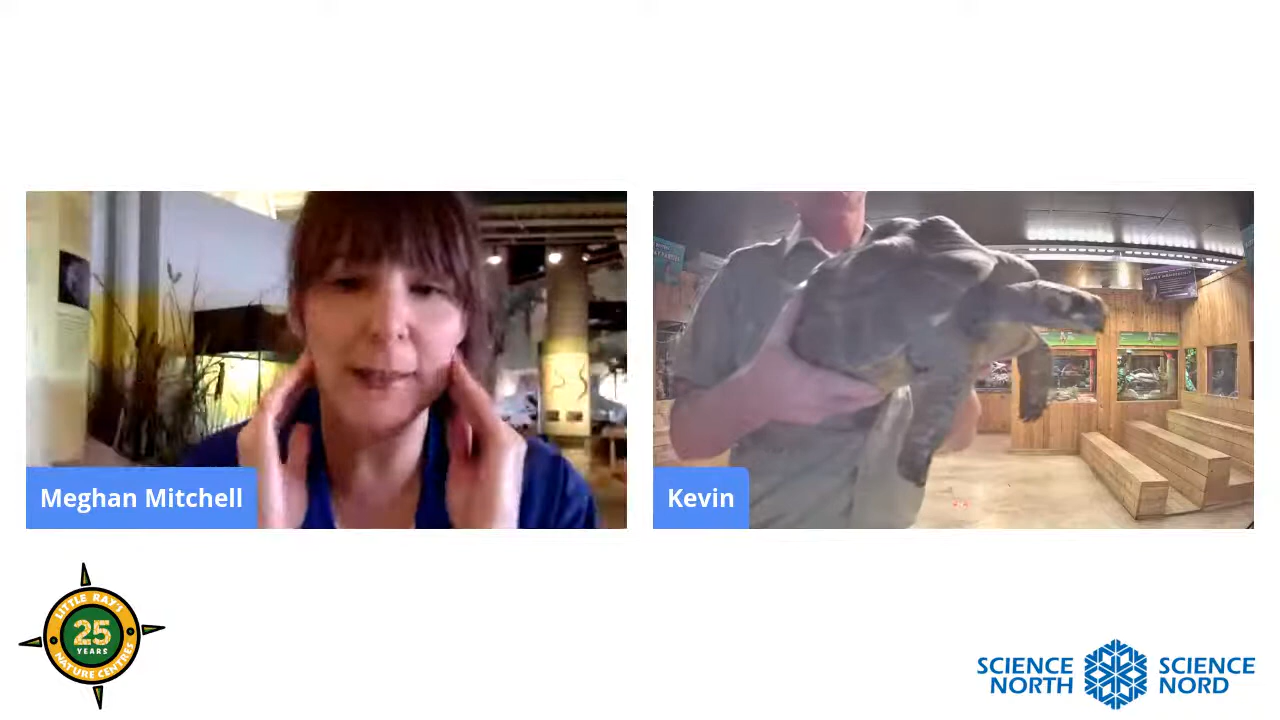 Meghan Mitchell
Kevin
LITTLE RAY'S
25
YEARS
NATURE CENTRES
SCIENCE NORTH
SCIENCE NORD